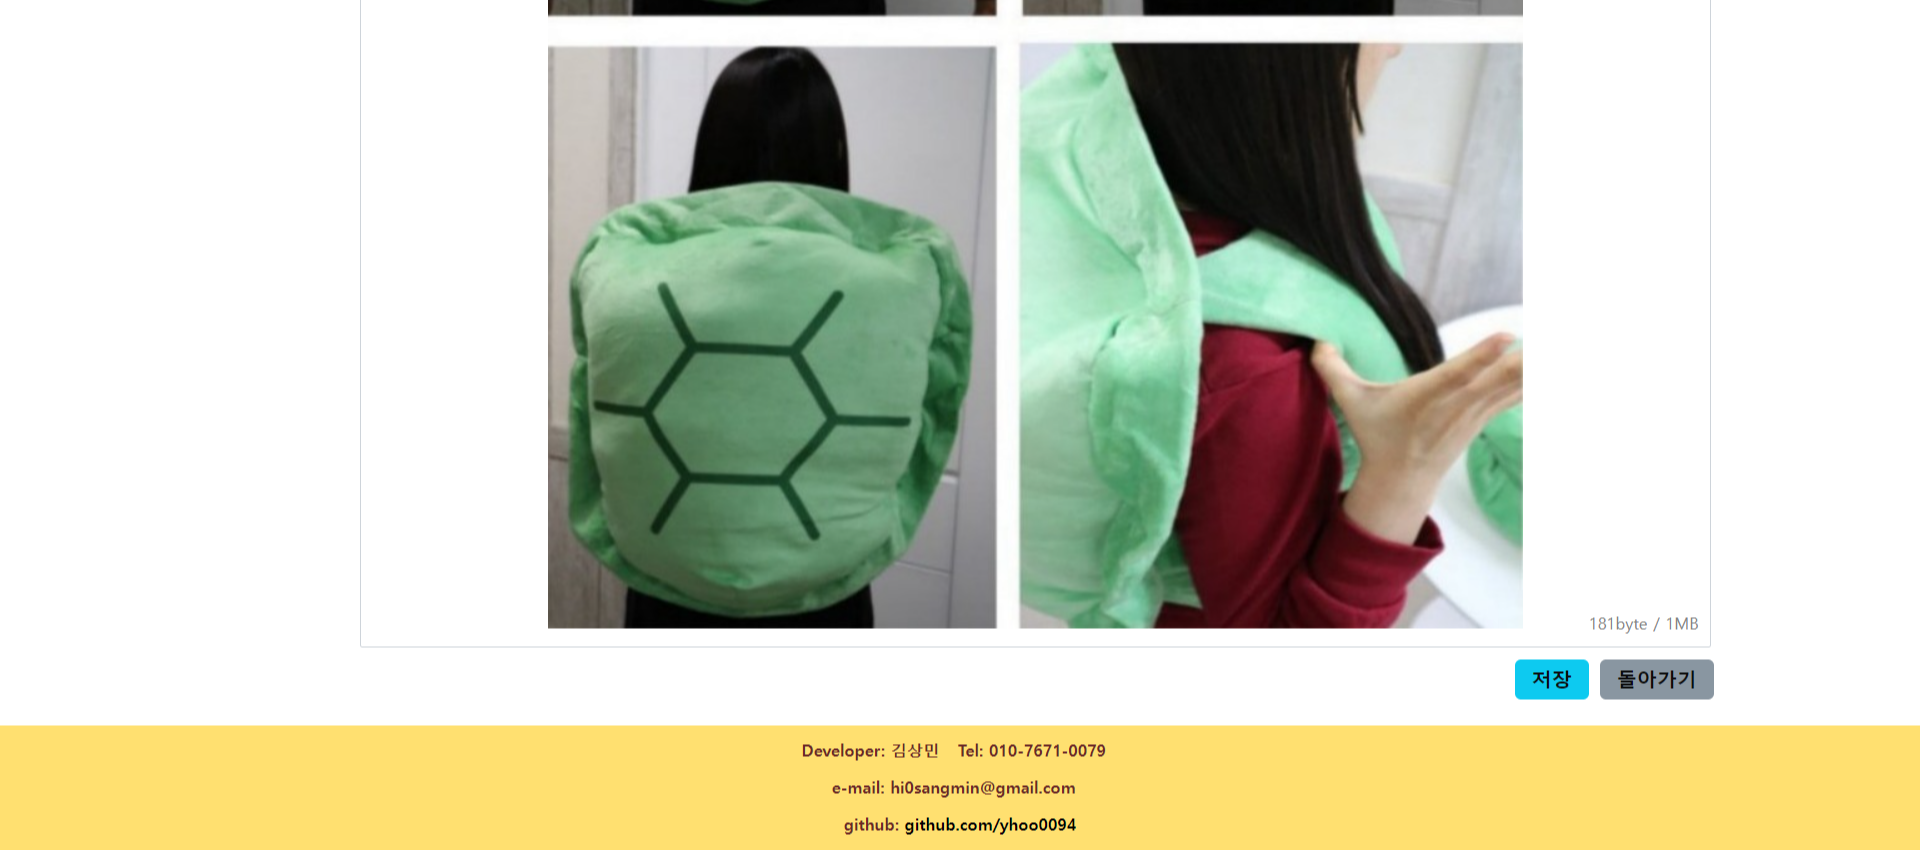 181byte / 1MB
저장 돌아가기
Developer: 김상민 Tel: 010-7671-0079
e-mail: hi0sangmin@gmail.com
github: github.com/yhoo0094